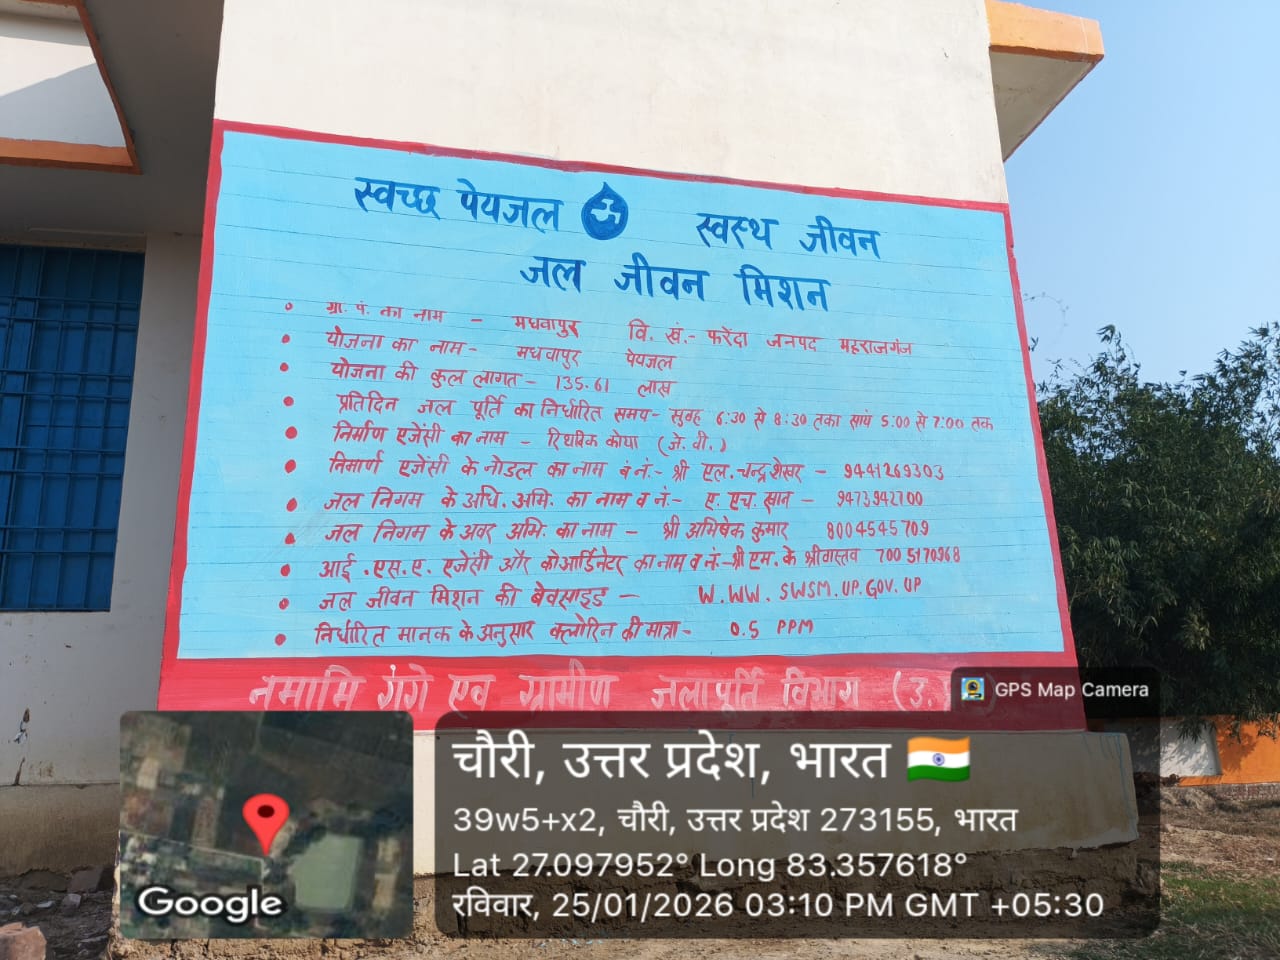 स्वच्छ पेयजल स्वस्थ जीवन
जल जीवन मिशन
• ग्रा. पं. का नाम - मधवापुर वि. खं.- फरेंदा जनपद महराजगंज
• योजना का नाम- मधवापुर पेयजल
• योजना की कुल लागत- 135.61 लाख
• प्रतिदिन जल पूर्ति का निर्धारित समय- सुवह 6:30 से 8:30 तका सायं 5:00 से 7:00 तक
• निर्माण एजेंसी का नाम - कोया (जे. वी.)
• निमार्ण एजेंसी के नोडल का नाम व नं:- श्री एल. चन्द्रशेखर - 9441269303
• जल निगम के अधि. अभि. का नाम व नं:- ए. एच. खान - 9473942700
• जल निगम के अवर अभि. का नाम - श्री अभिषेक कुमार 8004545709
• आई.एस.ए. एजेंसी और कोआर्डिनेटर का नाम व नं:-श्री एम. के श्रीवास्तव 7005170968
• जल जीवन मिशन की बेवसाइड - W.WW.SWSM.UP.GOV.UP
• निर्धारित मानक के अनुसार क्लोरिन की मात्रा- 0.5 PPM
नमामि गंगे एव ग्रामीण जलापूर्ति विभाग (उ.
GPS Map Camera
चौरी, उत्तर प्रदेश, भारत
39w5+x2, चौरी, उत्तर प्रदेश 273155, भारत
Lat 27.097952° Long 83.357618°
रविवार, 25/01/2026 03:10 PM GMT +05:30
Google